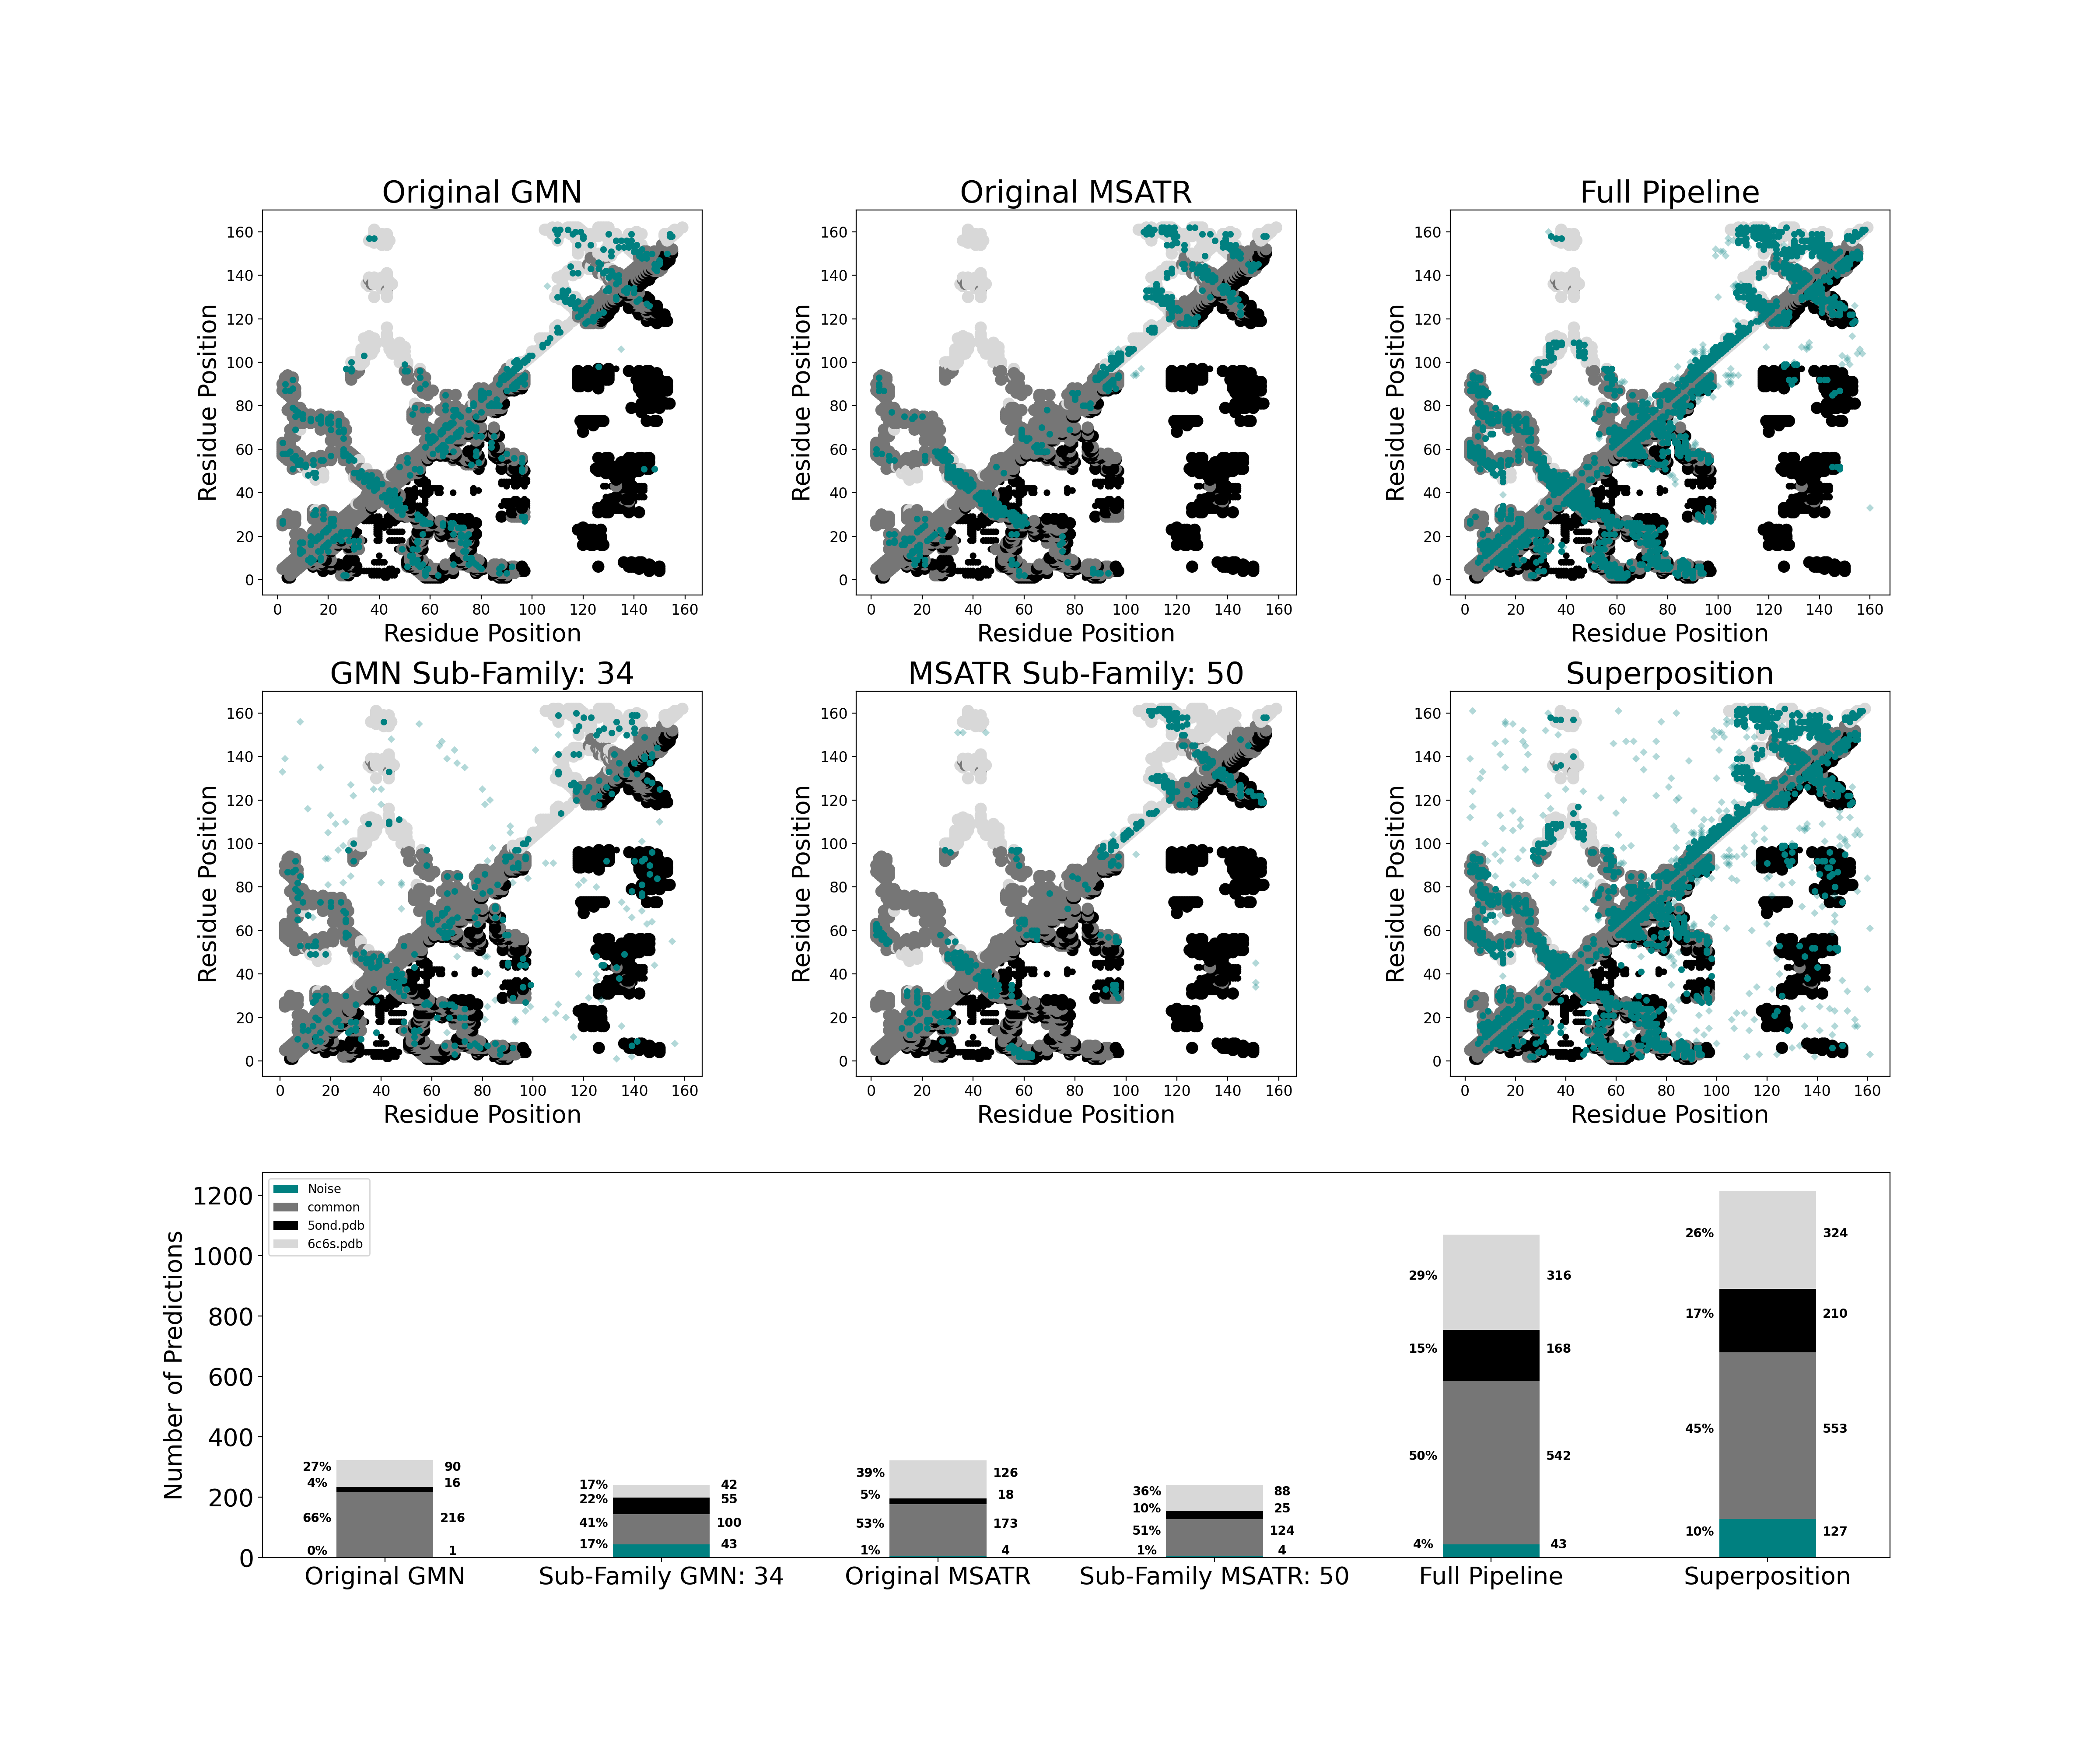 Original GMN
Original MSATR
Full Pipeline
Residue Position
160
140
120
100
80
60
40
20
0
0 20 40 60 80 100 120 140 160
Residue Position
Residue Position
160
140
120
100
80
60
40
20
0
0 20 40 60 80 100 120 140 160
Residue Position
Residue Position
160
140
120
100
80
60
40
20
0
0 20 40 60 80 100 120 140 160
Residue Position
GMN Sub-Family: 34
MSATR Sub-Family: 50
Superposition
Residue Position
160
140
120
100
80
60
40
20
0
0 20 40 60 80 100 120 140 160
Residue Position
Residue Position
160
140
120
100
80
60
40
20
0
0 20 40 60 80 100 120 140 160
Residue Position
Residue Position
160
140
120
100
80
60
40
20
0
0 20 40 60 80 100 120 140 160
Residue Position
Number of Predictions
1200
1000
800
600
400
200
0
Noise
common
5ond.pdb
6c6s.pdb
27% 90
4% 16
66% 216
0% 1
17% 42
22% 55
41% 100
17% 43
39% 126
5% 18
53% 173
1% 4
36% 88
10% 25
51% 124
1% 4
29% 316
15% 168
50% 542
4% 43
26% 324
17% 210
45% 553
10% 127
Original GMN
Sub-Family GMN: 34
Original MSATR
Sub-Family MSATR: 50
Full Pipeline
Superposition